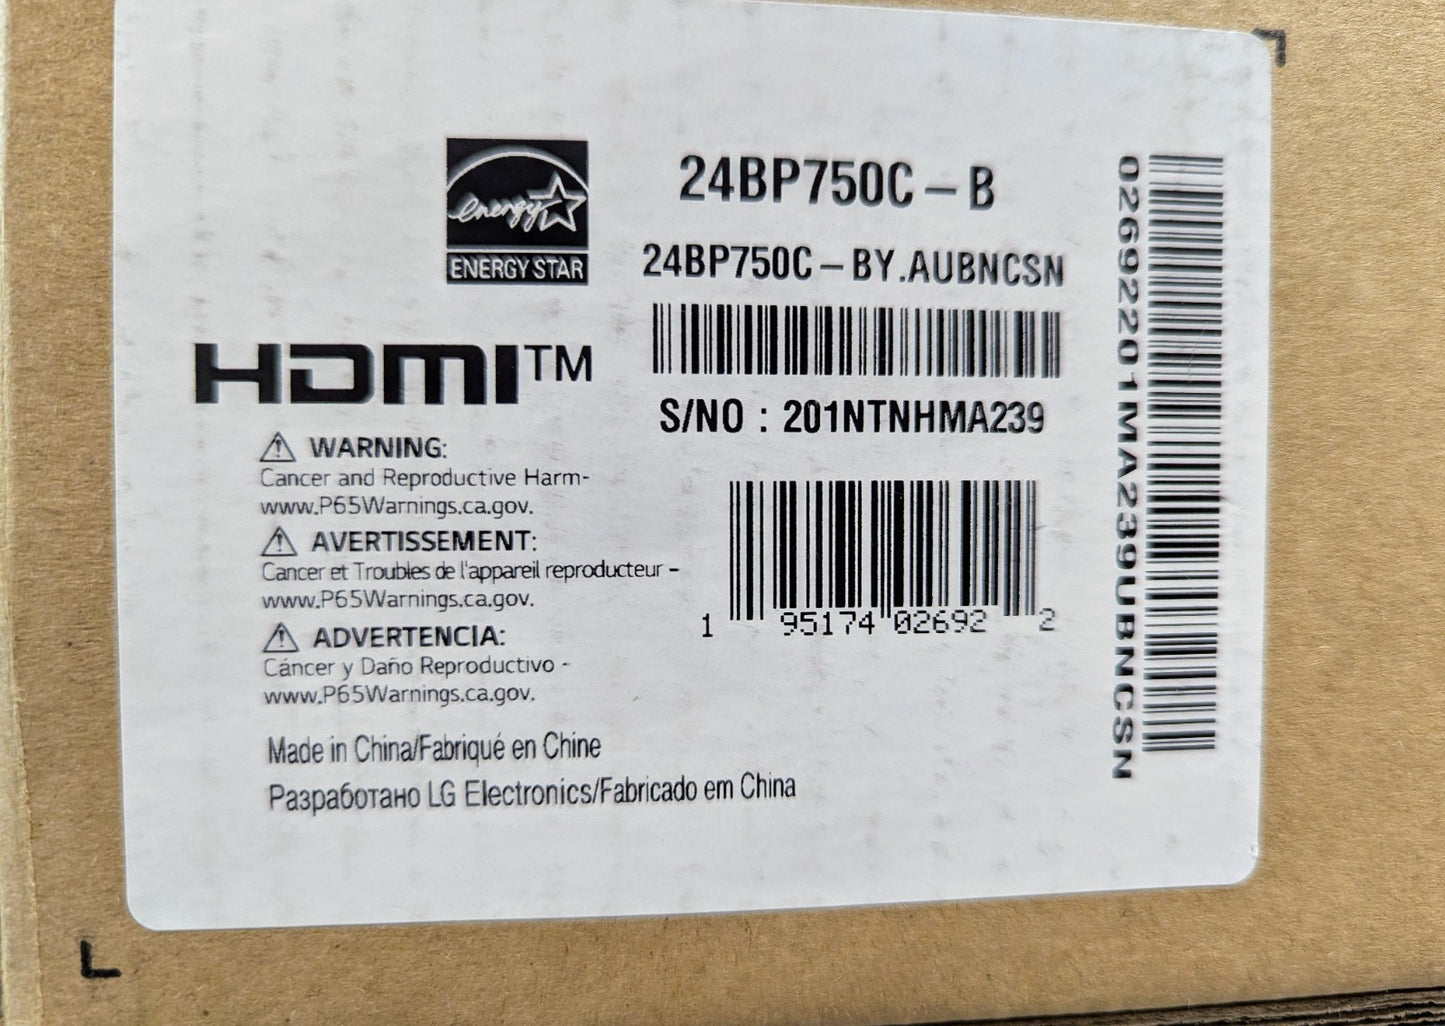 energy
ENERGY STAR
24BP750C-B
24BP750C-BY.AUBNCSN
S/NO : 201NTNHMA239
1 95174 02692 2
HDMI™
WARNING:
Cancer and Reproductive Harm-
www.P65Warnings.ca.gov.
AVERTISSEMENT:
Cancer et Troubles de l'appareil reproducteur -
www.P65Warnings.ca.gov.
ADVERTENCIA:
Cáncer y Daño Reproductivo -
www.P65Warnings.ca.gov.
Made in China/Fabriqué en Chine
Разработано LG Electronics/Fabricado em China
02692201MA239UBNCSN